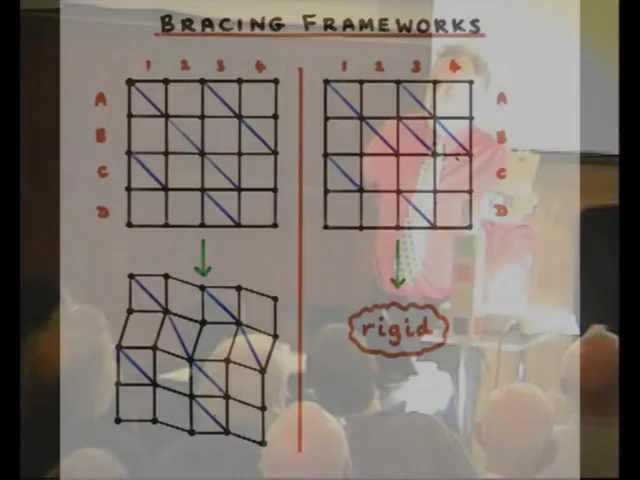 BRACING FRAMEWORKS
1 2 3 4 1 2 3 4
A A
B B
C C
D D
rigid